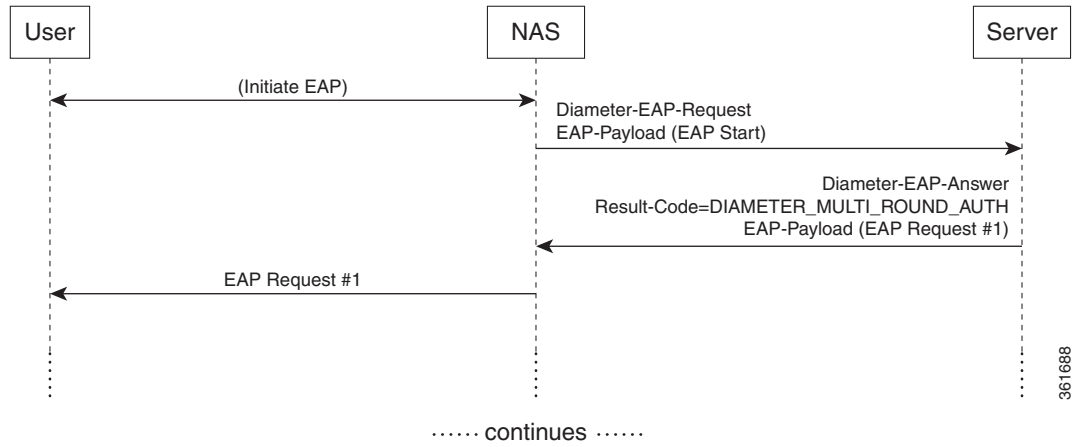 User
NAS
Server
(Initiate EAP)
Diameter-EAP-Request
EAP-Payload (EAP Start)
Diameter-EAP-Answer
Result-Code=DIAMETER_MULTI_ROUND_AUTH
EAP-Payload (EAP Request #1)
EAP Request #1
361688
...... continues ......